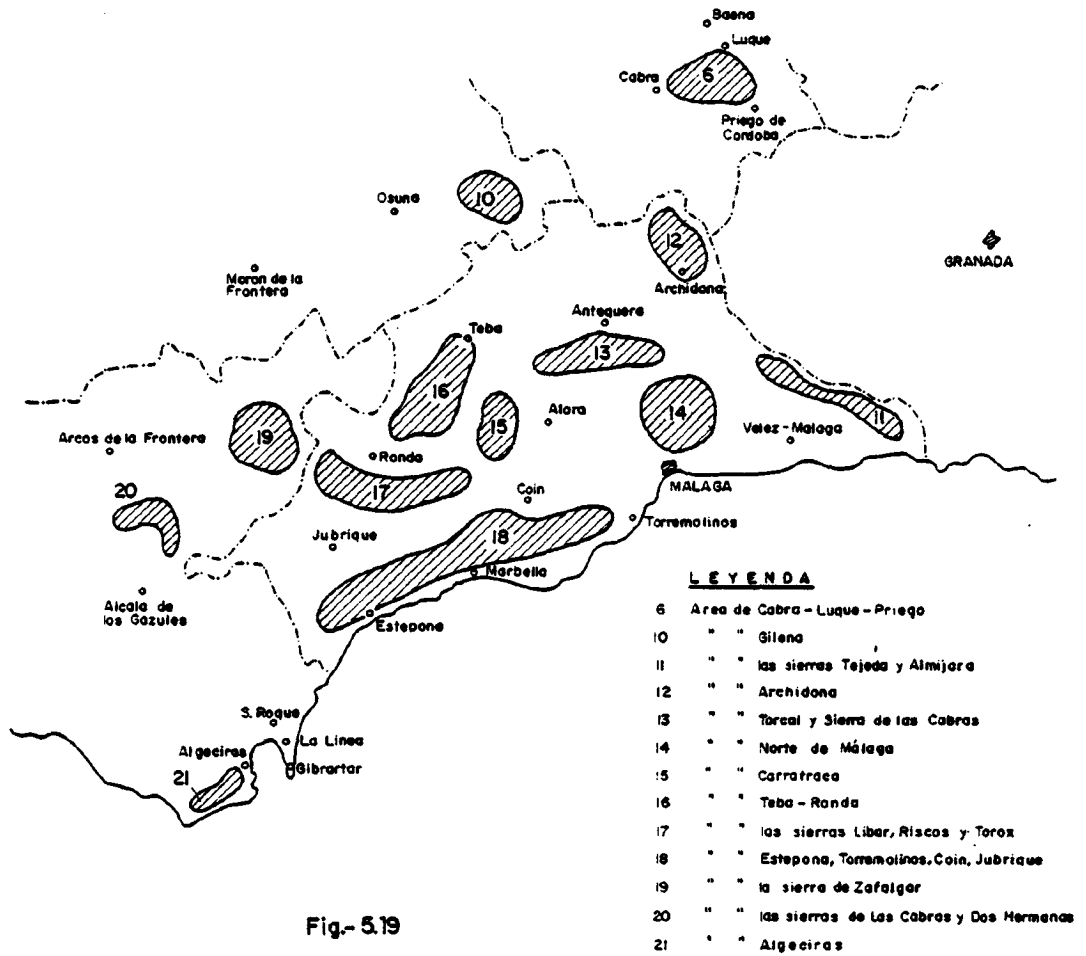 Baena
Luque
Cabra
6
Priego de
Cordoba
10
Osuna
12
GRANADA
Archidona
Moron de la
Frontera
Antequera
Teba
13
16
14
11
15
Alora
19
Velez-Malaga
Arcos de la Frontera
Ronda
MALAGA
17
20
Coin
Torremolinos
18
Jubrique
Marbella
Alcala de
los Gazules
Estepona
S. Roque
La Linea
Algeciras
Gibrartar
21
LEYENDA
6 Area de Cabra-Luque-Priego
10 " " Gilena
11 " " las sierras Tejeda y Almijara
12 " " Archidona
13 " " Torcal y Sierra de las Cabras
14 " " Norte de Málaga
15 " " Carratraca
16 " " Teba-Ronda
17 " " las sierras Libar, Riscos y Torox
18 " " Estepona, Torremolinos, Coin, Jubrique
19 " " la sierra de Zafalgar
20 " " las sierras de Las Cabras y Dos Hermanas
21 " " Algeciras
Fig.- 5.19